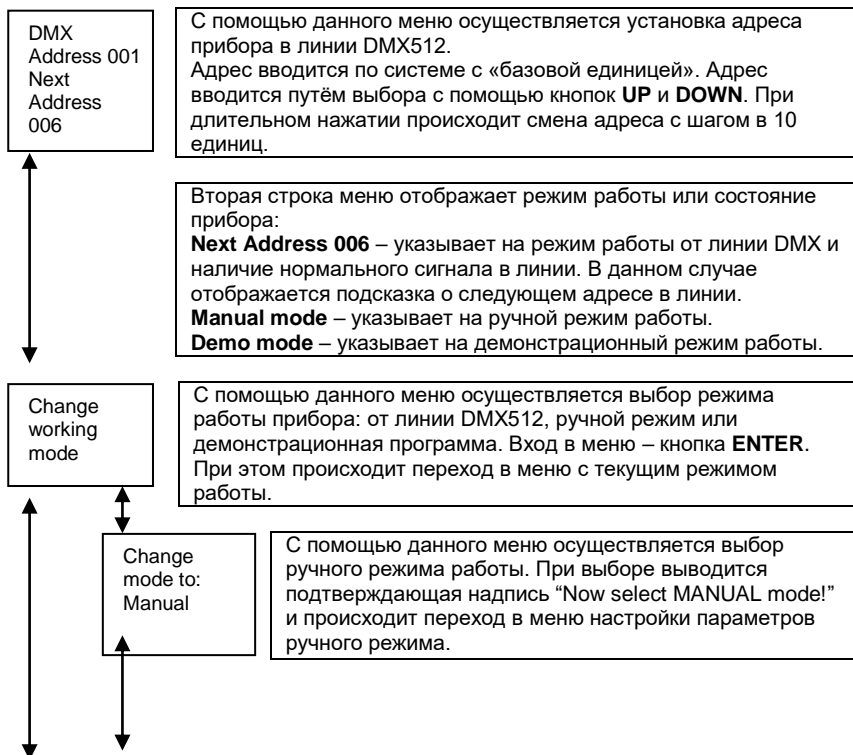 DMX
Address 001
Next
Address
006
С помощью данного меню осуществляется установка адреса
прибора в линии DMX512.
Адрес вводится по системе с «базовой единицей». Адрес
вводится путём выбора с помощью кнопок UP и DOWN. При
длительном нажатии происходит смена адреса с шагом в 10
единиц.
Вторая строка меню отображает режим работы или состояние
прибора:
Next Address 006 – указывает на режим работы от линии DMX и
наличие нормального сигнала в линии. В данном случае
отображается подсказка о следующем адресе в линии.
Manual mode – указывает на ручной режим работы.
Demo mode – указывает на демонстрационный режим работы.
Change
working
mode
С помощью данного меню осуществляется выбор режима
работы прибора: от линии DMX512, ручной режим или
демонстрационная программа. Вход в меню – кнопка ENTER.
При этом происходит переход в меню с текущим режимом
работы.
Change
mode to:
Manual
С помощью данного меню осуществляется выбор
ручного режима работы. При выборе выводится
подтверждающая надпись “Now select MANUAL mode!”
и происходит переход в меню настройки параметров
ручного режима.